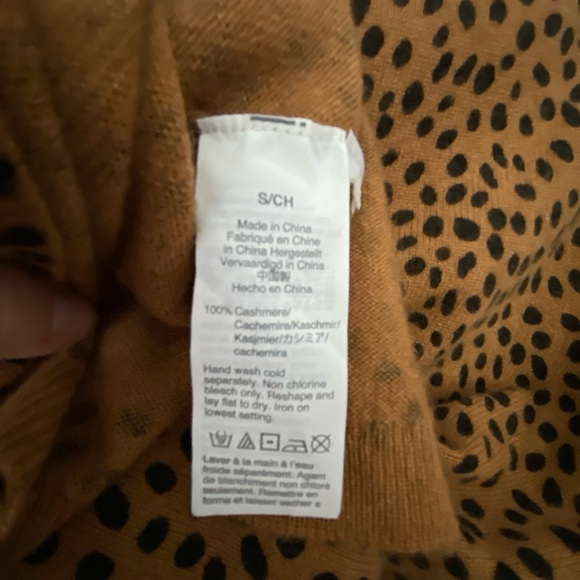 S/CH
Made in China
Fabriqué en Chine
in China Hergestellt
Vervaardigd in China
中国製
Hecho en China
100% Cashmere/
Cachemire/Kaschmir/
Kasjmier/カシミア/
cachemira
Hand wash cold
separately. Non chlorine
bleach only. Reshape and
lay flat to dry. Iron on
lowest setting.
Laver à la main à l'eau
froide séparément. Agent
de blanchiment non chloré
seulement. Remettre en
forme et laisser sécher à